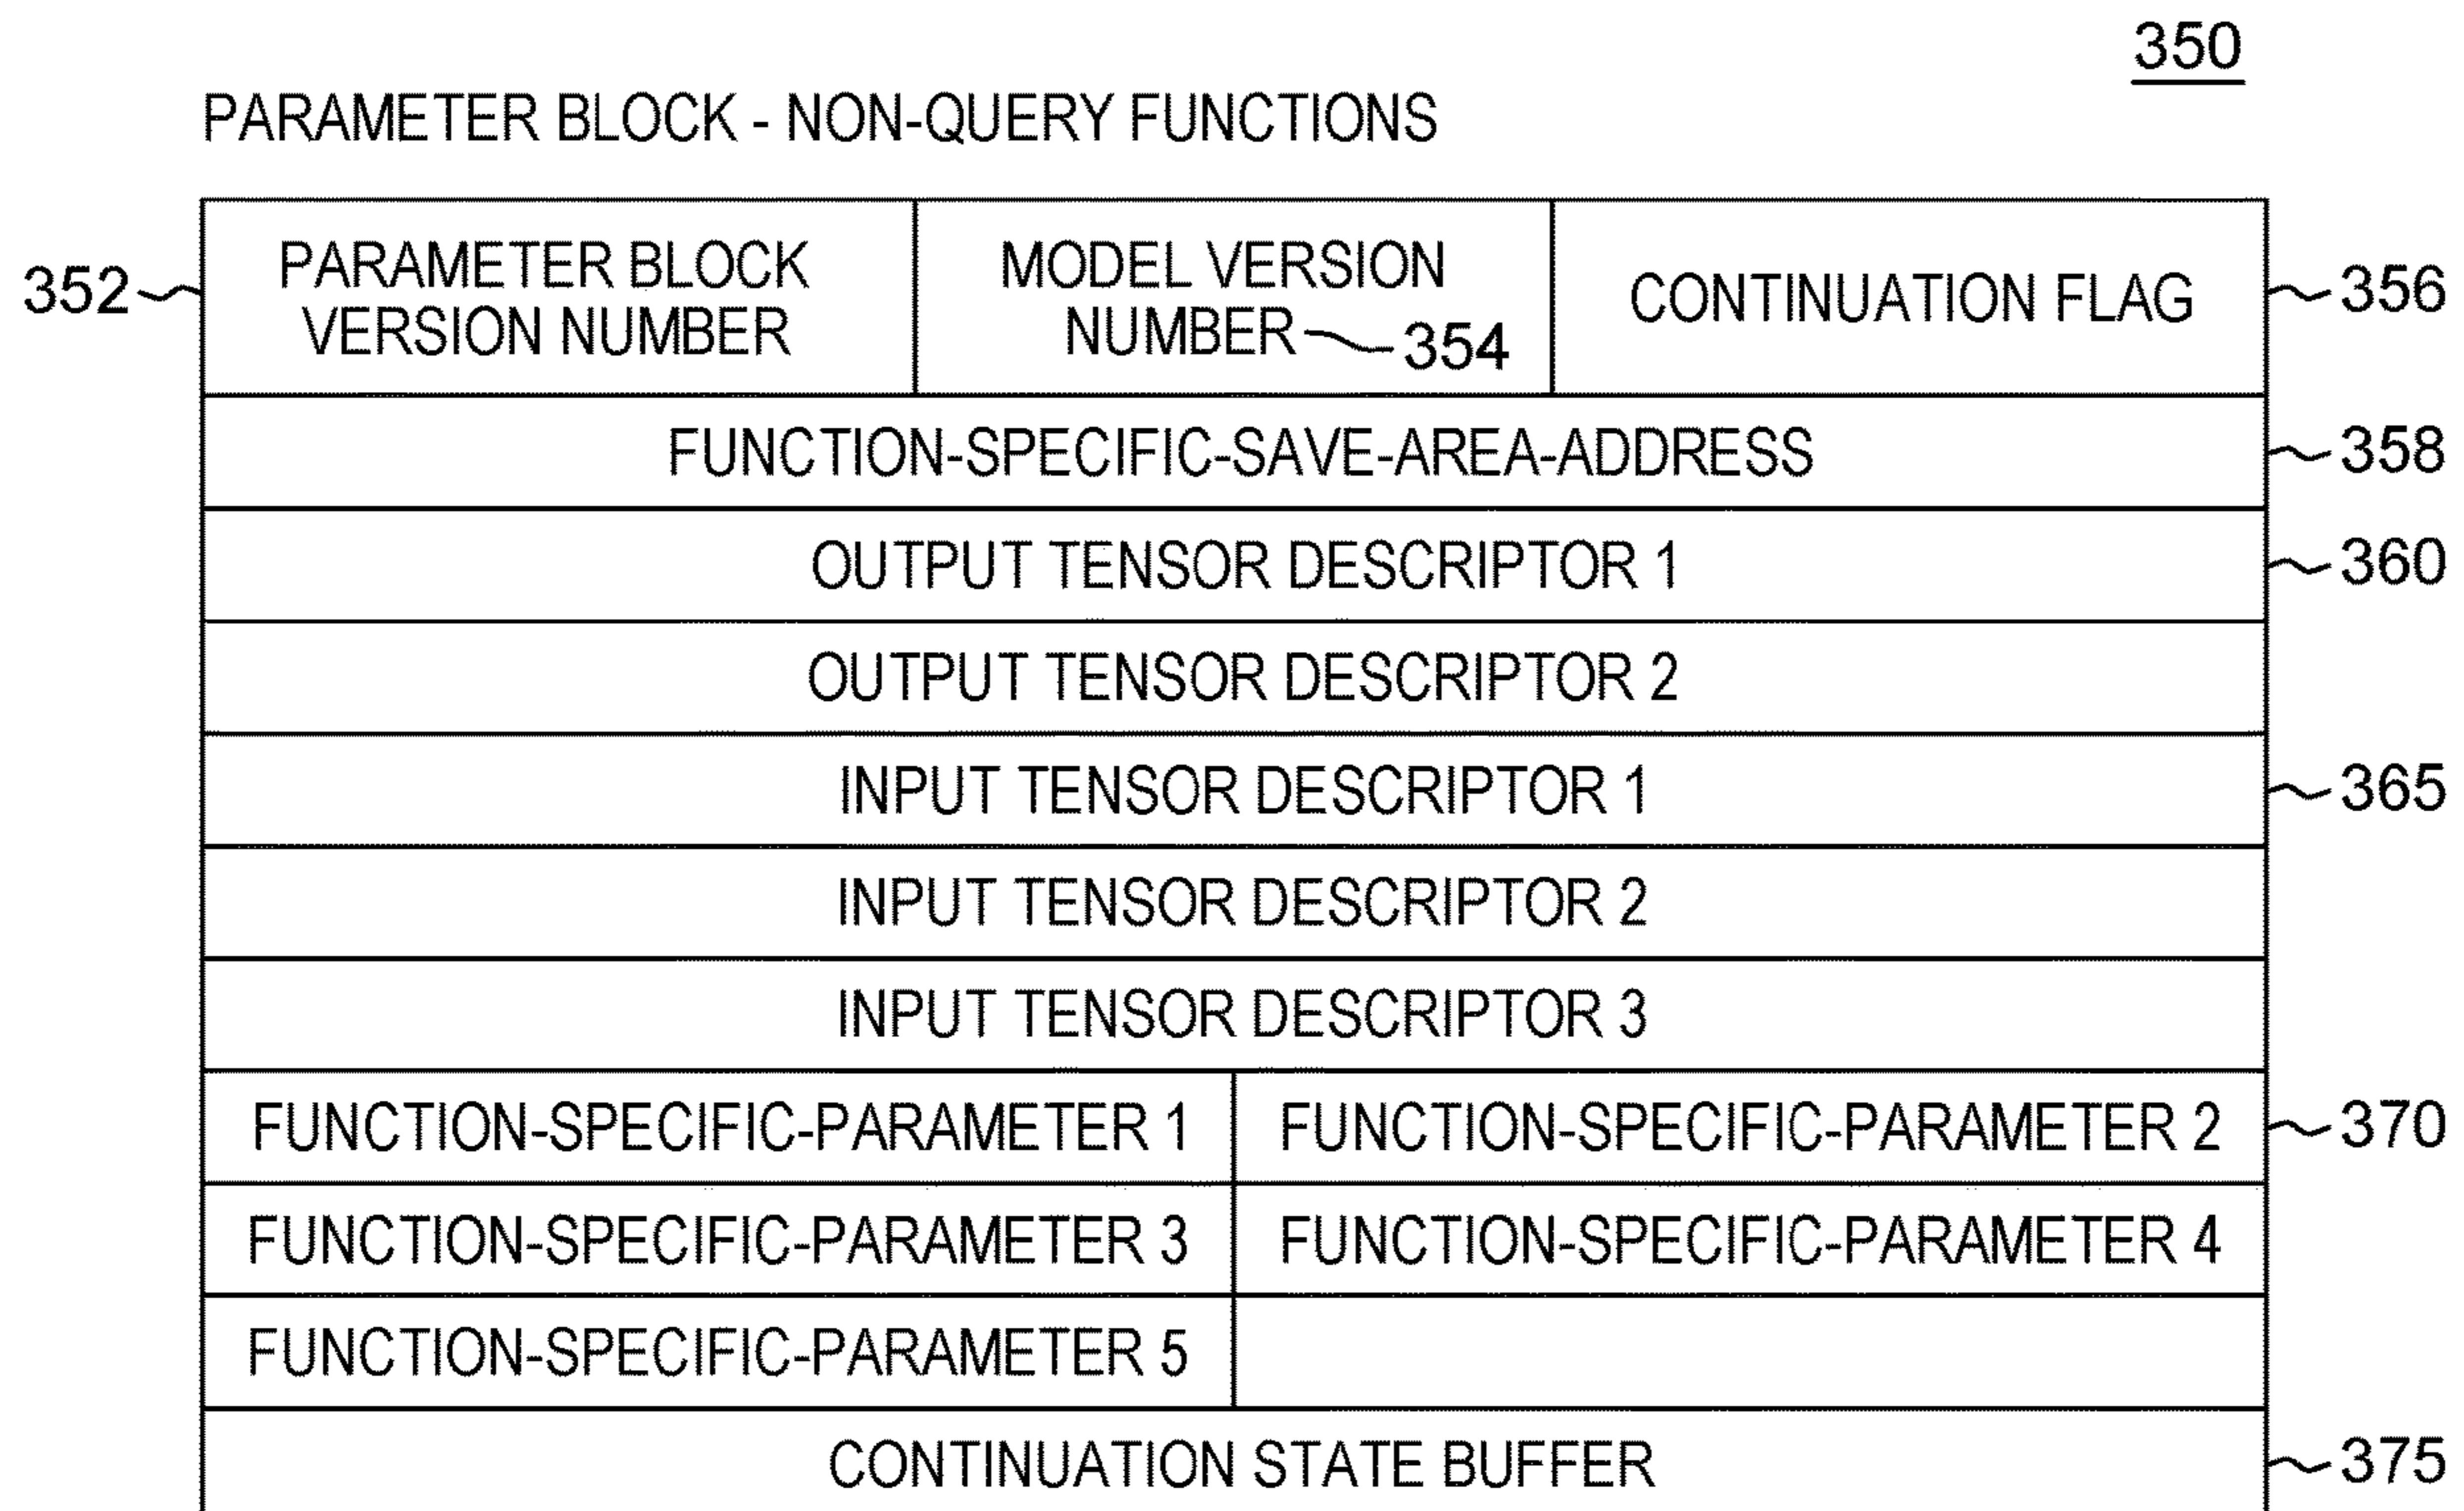 350
PARAMETER BLOCK - NON-QUERY FUNCTIONS
352
PARAMETER BLOCK
VERSION NUMBER
MODEL VERSION
NUMBER
354
CONTINUATION FLAG
356
FUNCTION-SPECIFIC-SAVE-AREA-ADDRESS
358
OUTPUT TENSOR DESCRIPTOR 1
360
OUTPUT TENSOR DESCRIPTOR 2
INPUT TENSOR DESCRIPTOR 1
365
INPUT TENSOR DESCRIPTOR 2
INPUT TENSOR DESCRIPTOR 3
FUNCTION-SPECIFIC-PARAMETER 1
FUNCTION-SPECIFIC-PARAMETER 2
370
FUNCTION-SPECIFIC-PARAMETER 3
FUNCTION-SPECIFIC-PARAMETER 4
FUNCTION-SPECIFIC-PARAMETER 5
CONTINUATION STATE BUFFER
375